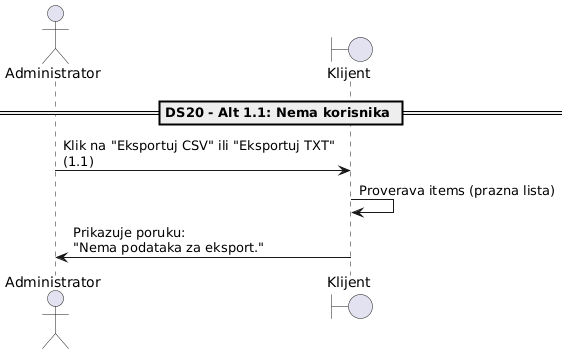 Administrator
Klijent
DS20 - Alt 1.1: Nema korisnika
Klik na "Eksportuj CSV" ili "Eksportuj TXT"
(1.1)
Proverava items (prazna lista)
Prikazuje poruku:
"Nema podataka za eksport."
Administrator
Klijent